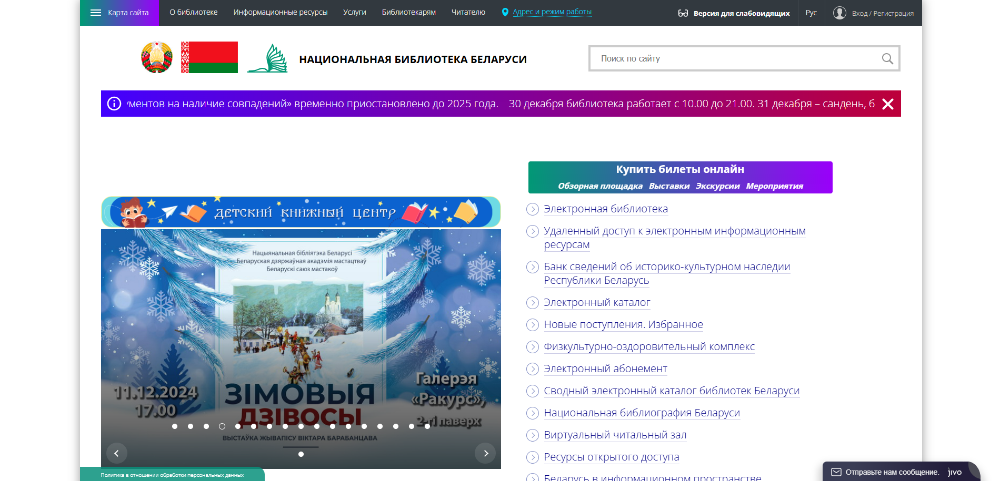 Карта сайта
О библиотеке
Информационные ресурсы
Услуги
Библиотекарям
Читателю
Адрес и режим работы
Версия для слабовидящих
Рус
Вход / Регистрация
НАЦИОНАЛЬНАЯ БИБЛИОТЕКА БЕЛАРУСИ
Поиск по сайту
ументов на наличие совпадений» временно приостановлено до 2025 года. 30 декабря библиотека работает с 10.00 до 21.00. 31 декабря – сандень, б
Купить билеты онлайн
Обзорная площадка Выставки Экскурсии Мероприятия
ДЕТСКИЙ КНИЖНЫЙ ЦЕНТР
Нацыянальная бібліятэка Беларусі
Беларуская дзяржаўная акадэмія мастацтваў
Беларускі саюз мастакоў
11.12.2024
17.00
ЗІМОВЫЯ
ДЗІВОСЫ
Галерэя
«Ракурс»,
2-гі паверх
ВЫСТАЎКА ЖЫВАПІСУ ВІКТАРА БАРАБАНЦАВА
Электронная библиотека
Удаленный доступ к электронным информационным
ресурсам
Банк сведений об историко-культурном наследии
Республики Беларусь
Электронный каталог
Новые поступления. Избранное
Физкультурно-оздоровительный комплекс
Электронный абонемент
Сводный электронный каталог библиотек Беларуси
Национальная библиография Беларуси
Виртуальный читальный зал
Ресурсы открытого доступа
Беларусь в информационном пространстве
Политика в отношении обработки персональных данных
Отправьте нам сообщение.
jivo